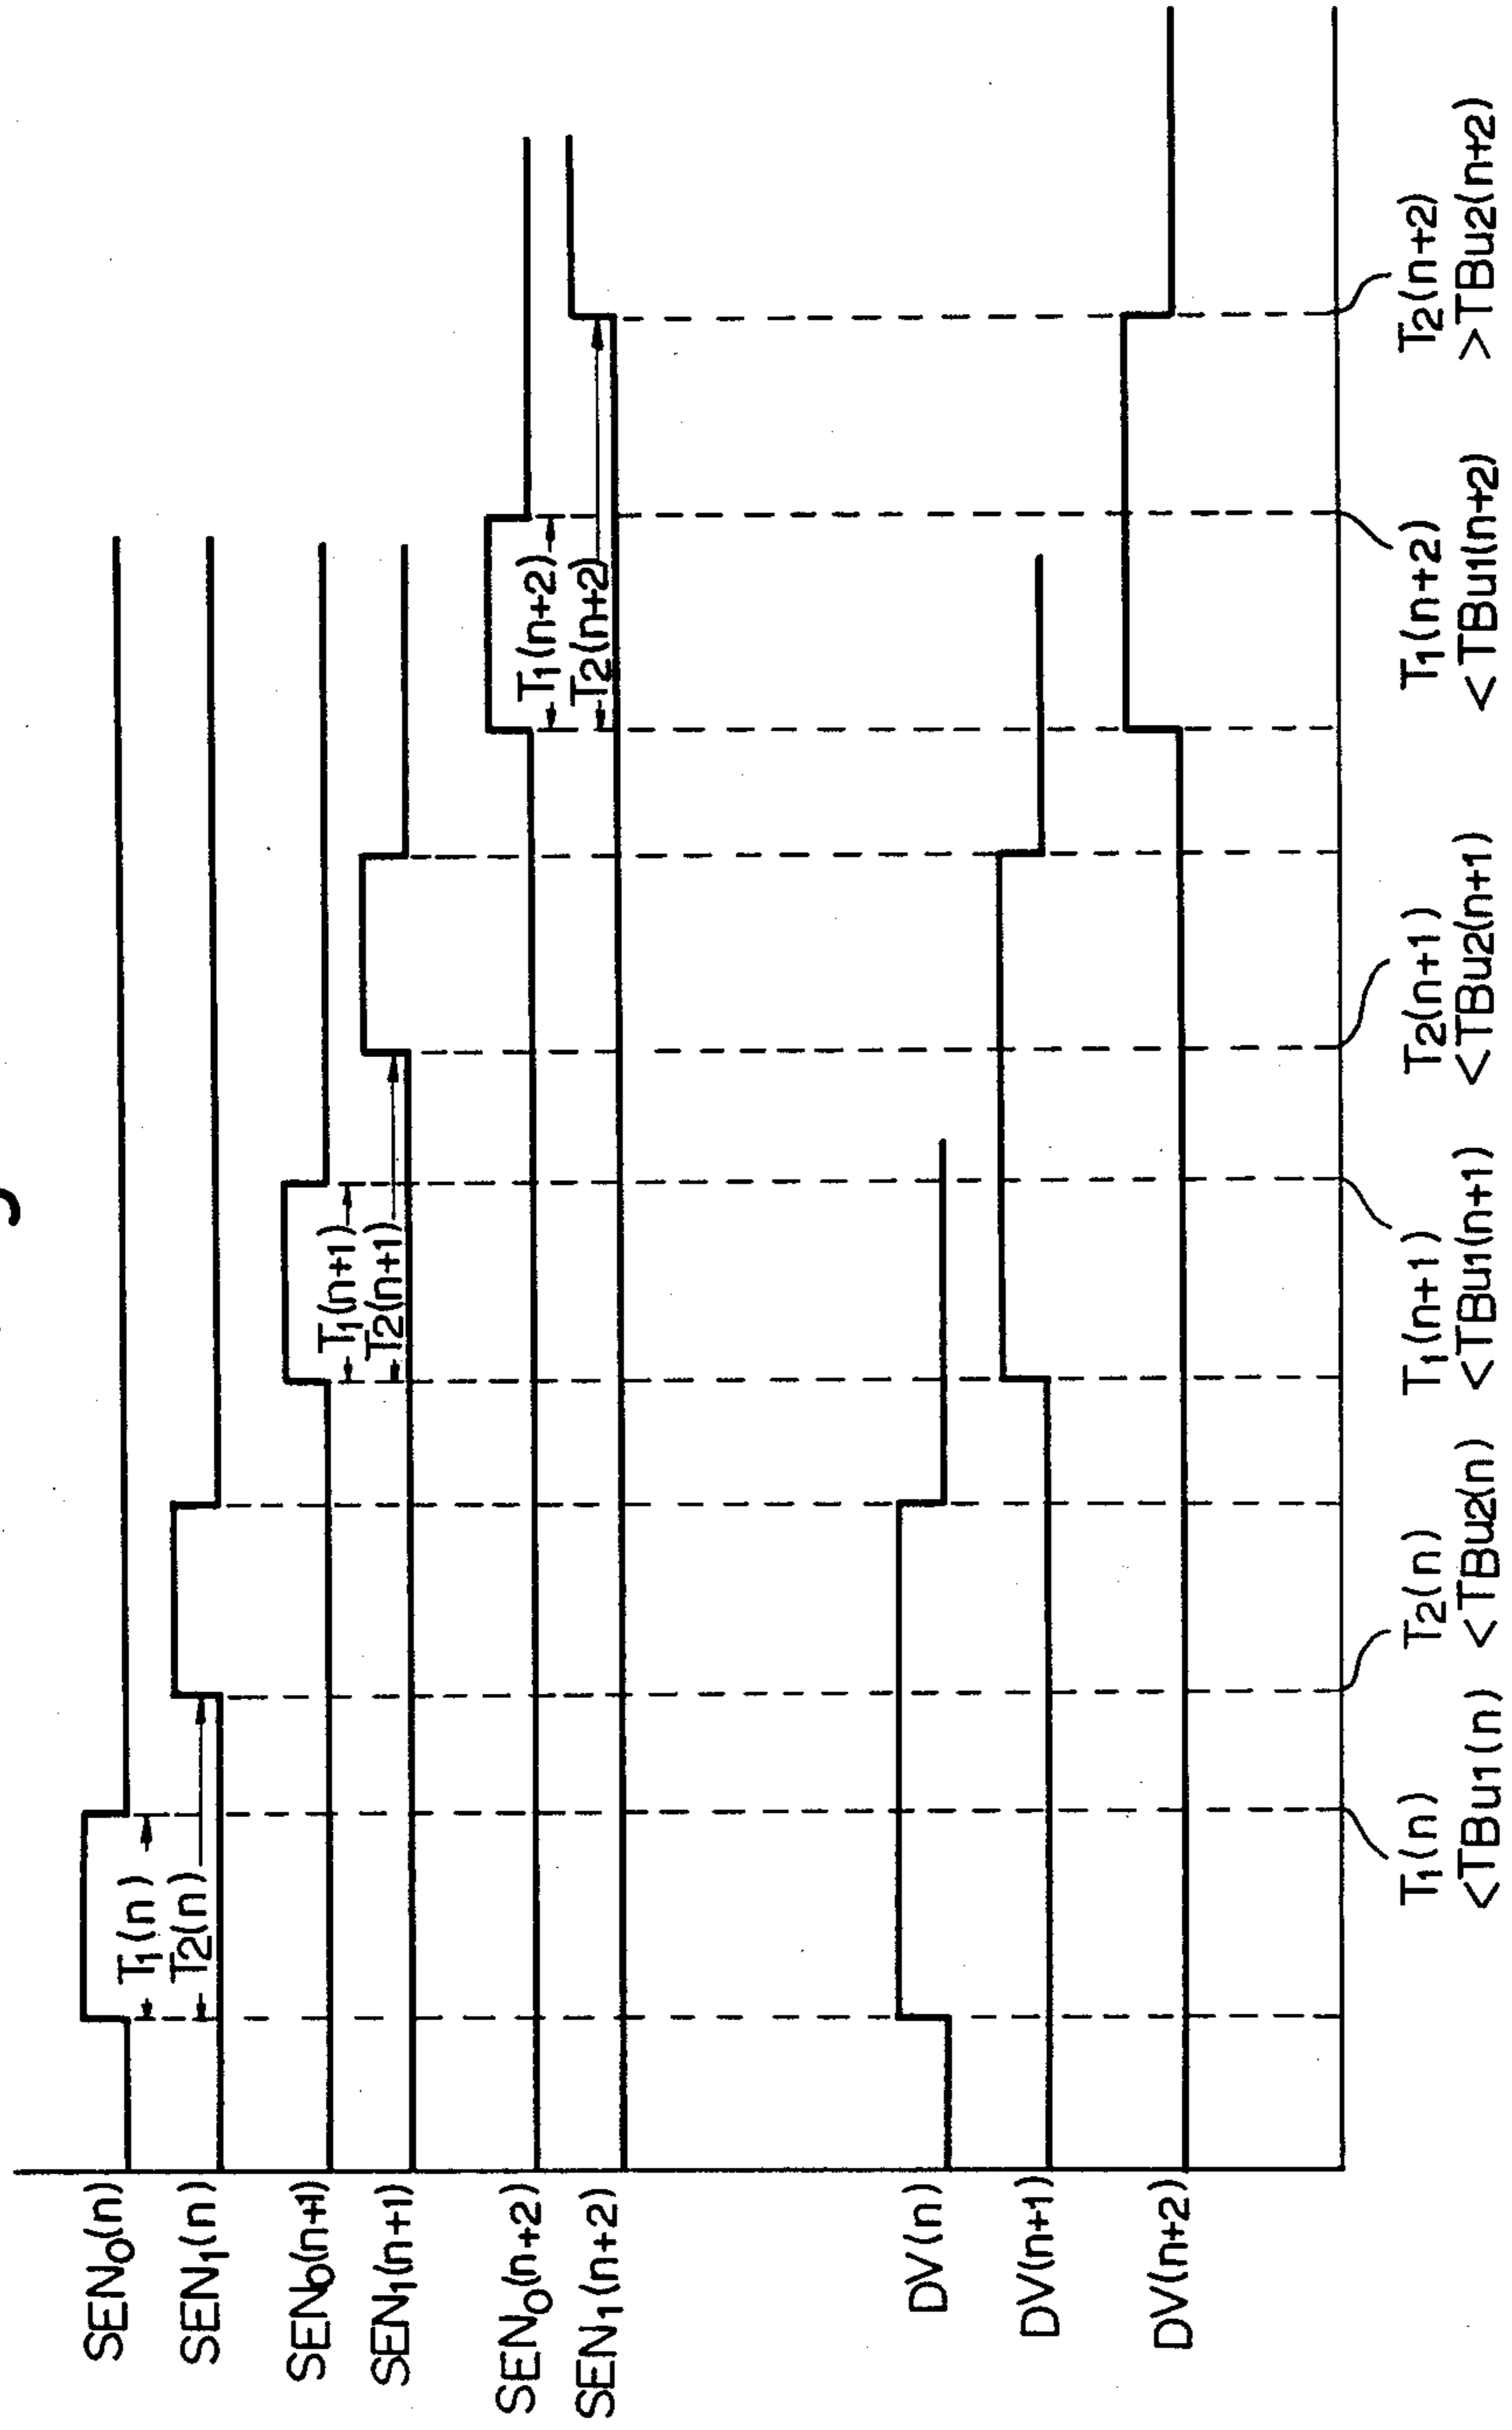 SEN0(n)
SEN1(n)
SEN0(n+1)
SEN1(n+1)
SEN0(n+2)
SEN1(n+2)
DV(n)
DV(n+1)
DV(n+2)
T1(n)
T2(n)
T1(n+1)
T2(n+1)
T1(n+2)
T2(n+2)
T1(n)
<TBu1(n)
T2(n)
<TBu2(n)
T1(n+1)
<TBu1(n+1)
T2(n+1)
<TBu2(n+1)
T1(n+2)
<TBu1(n+2)
T2(n+2)
>TBu2(n+2)